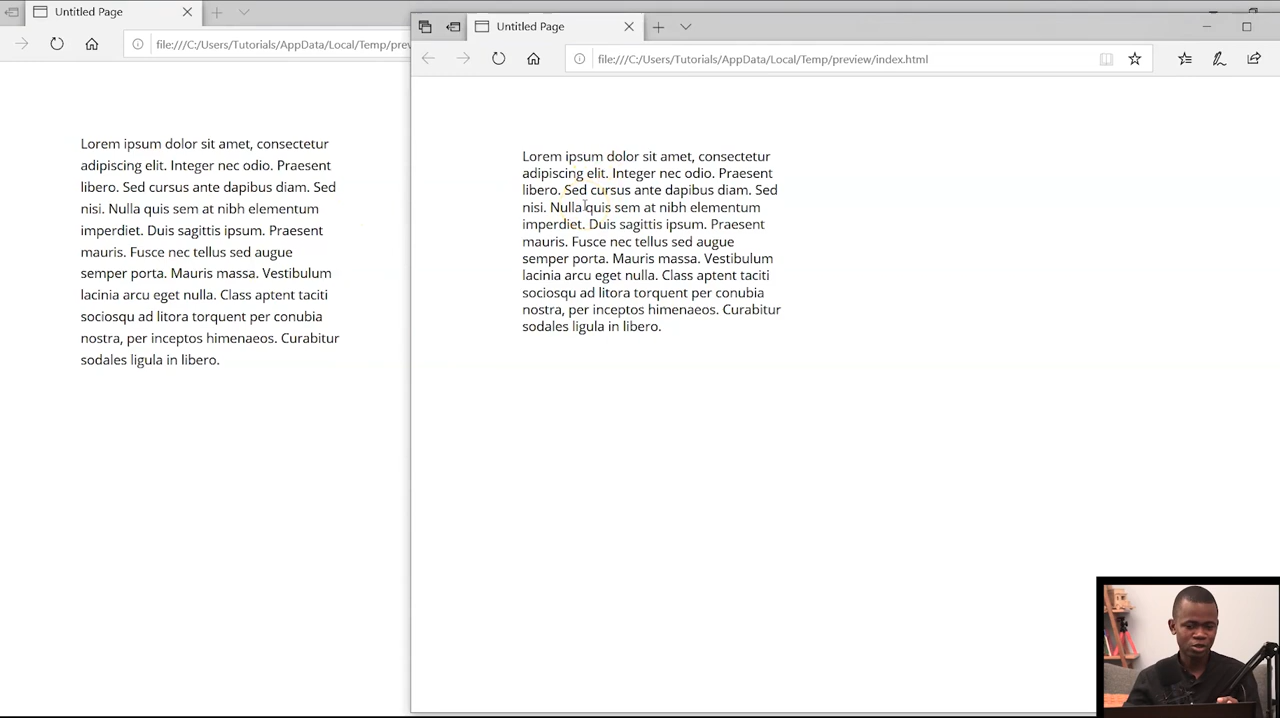 Untitled Page
file:///C:/Users/Tutorials/AppData/Local/Temp/prev
Lorem ipsum dolor sit amet, consectetur
adipiscing elit. Integer nec odio. Praesent
libero. Sed cursus ante dapibus diam. Sed
nisi. Nulla quis sem at nibh elementum
imperdiet. Duis sagittis ipsum. Praesent
mauris. Fusce nec tellus sed augue
semper porta. Mauris massa. Vestibulum
lacinia arcu eget nulla. Class aptent taciti
sociosqu ad litora torquent per conubia
nostra, per inceptos himenaeos. Curabitur
sodales ligula in libero.
Untitled Page
file:///C:/Users/Tutorials/AppData/Local/Temp/preview/index.html
Lorem ipsum dolor sit amet, consectetur
adipiscing elit. Integer nec odio. Praesent
libero. Sed cursus ante dapibus diam. Sed
nisi. Nulla quis sem at nibh elementum
imperdiet. Duis sagittis ipsum. Praesent
mauris. Fusce nec tellus sed augue
semper porta. Mauris massa. Vestibulum
lacinia arcu eget nulla. Class aptent taciti
sociosqu ad litora torquent per conubia
nostra, per inceptos himenaeos. Curabitur
sodales ligula in libero.